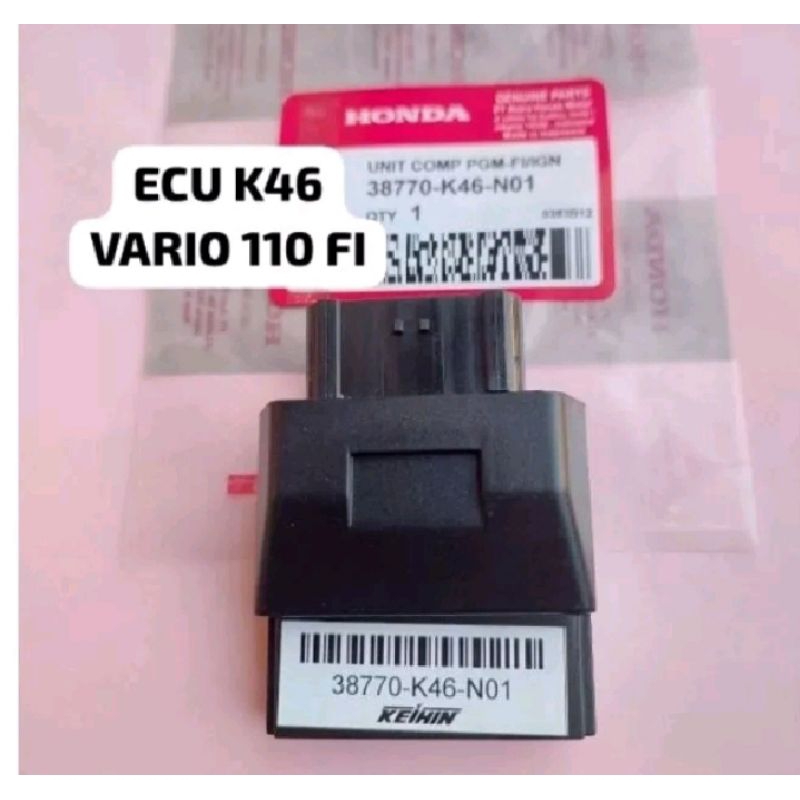 HONDA
GENUINE PARTS
UNIT COMP PGM-FI/IGN
38770-K46-N01
QTY 1
ECU K46
VARIO 110 FI
HONDA
38770-K46-N01
KEIHIN